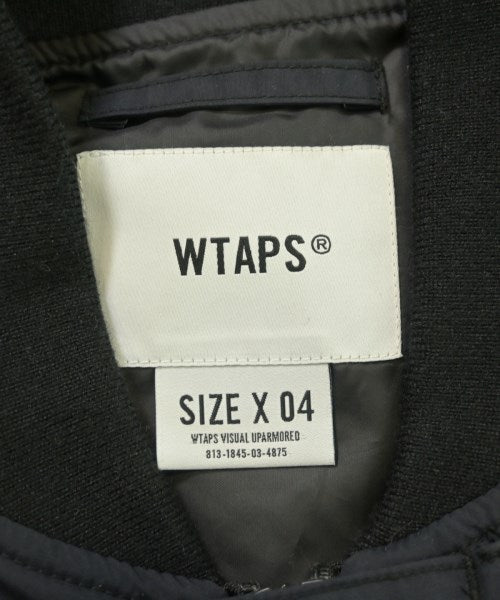 WTAPS®
SIZE X 04
WTAPS VISUAL UPARMORED
813-1845-03-4875